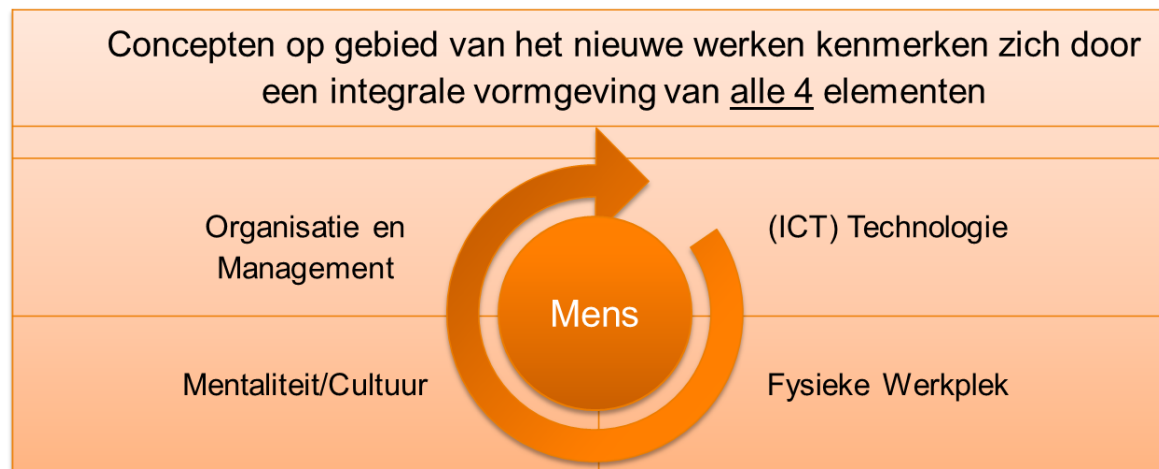 Concepten op gebied van het nieuwe werken kenmerken zich door
een integrale vormgeving van alle 4 elementen
Organisatie en
Management
(ICT) Technologie
Mens
Mentaliteit/Cultuur
Fysieke Werkplek